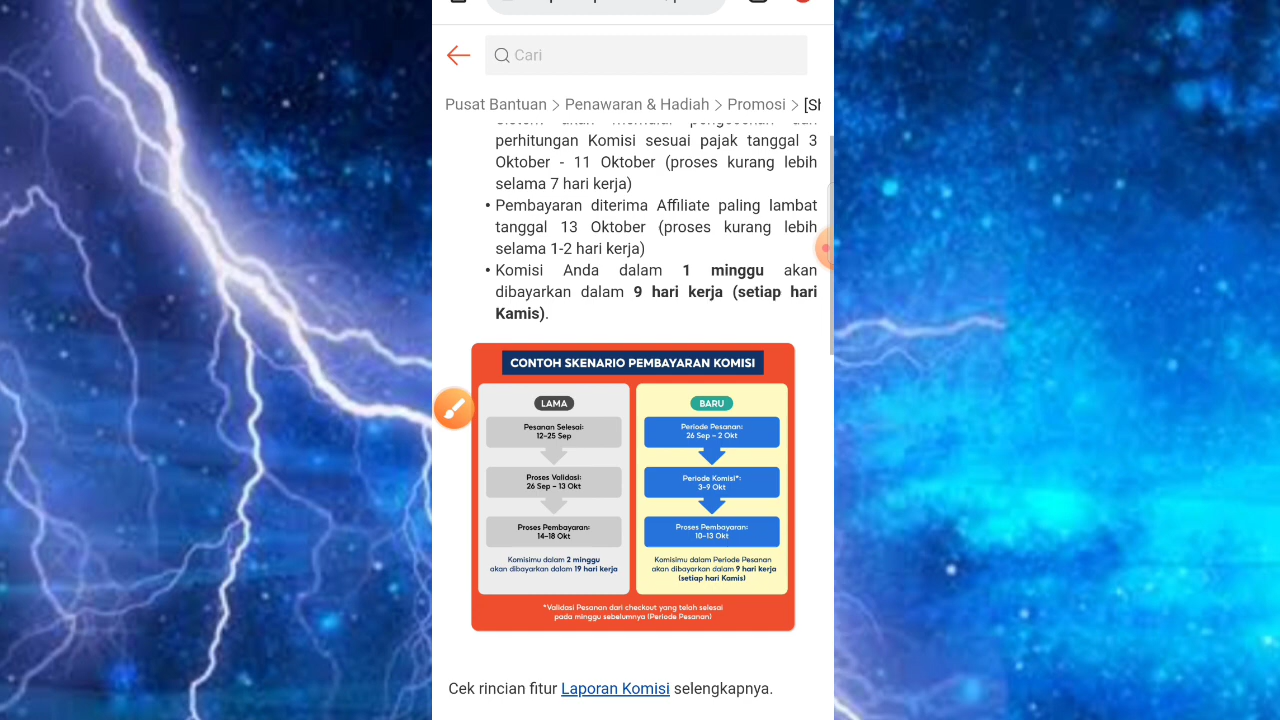 Cari
Pusat Bantuan > Penawaran & Hadiah > Promosi > [Sh
perhitungan Komisi sesuai pajak tanggal 3
Oktober - 11 Oktober (proses kurang lebih
selama 7 hari kerja)
• Pembayaran diterima Affiliate paling lambat
tanggal 13 Oktober (proses kurang lebih
selama 1-2 hari kerja)
• Komisi Anda dalam 1 minggu akan
dibayarkan dalam 9 hari kerja (setiap hari
Kamis).
CONTOH SKENARIO PEMBAYARAN KOMISI
LAMA
Pesanan Selesai:
12-25 Sep
Proses Validasi:
26 Sep - 13 Okt
Proses Pembayaran:
14-18 Okt
Komisimu dalam 2 minggu
akan dibayarkan dalam 19 hari kerja
BARU
Periode Pesanan:
26 Sep - 2 Okt
Periode Komisi*:
3-9 Okt
Proses Pembayaran:
10-13 Okt
Komisimu dalam Periode Pesanan
akan dibayarkan dalam 9 hari kerja
(setiap hari Kamis)
*Validasi Pesanan dari checkout yang telah selesai
pada minggu sebelumnya (Periode Pesanan)
Cek rincian fitur Laporan Komisi selengkapnya.